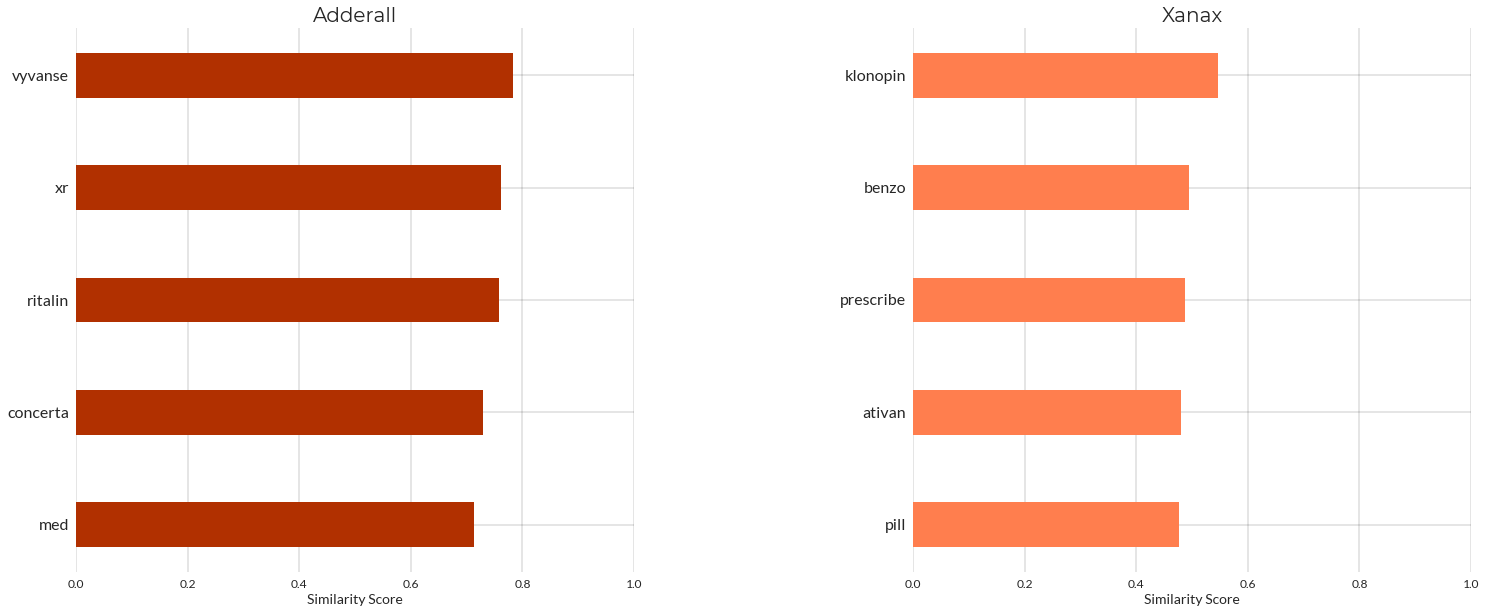 Adderall
vyvanse
xr
ritalin
concerta
med
0.0 0.2 0.4 0.6 0.8 1.0
Similarity Score
Xanax
klonopin
benzo
prescribe
ativan
pill
0.0 0.2 0.4 0.6 0.8 1.0
Similarity Score